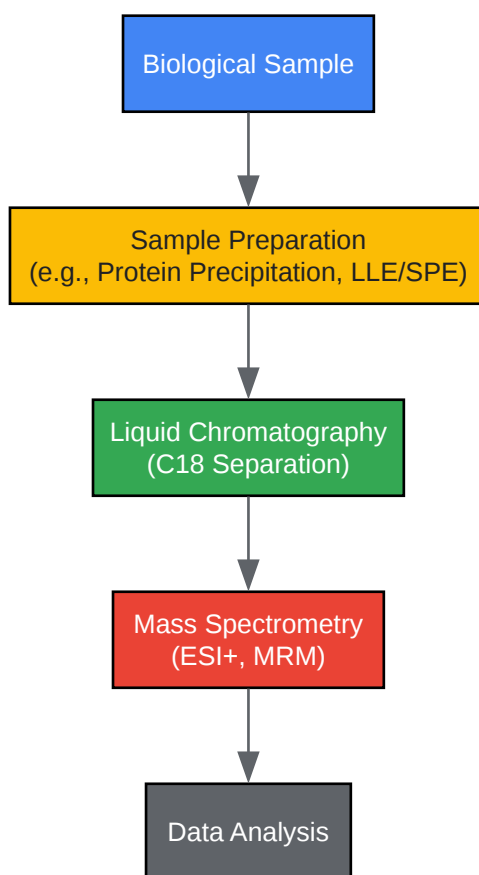 Biological Sample
Sample Preparation
(e.g., Protein Precipitation, LLE/SPE)
Liquid Chromatography
(C18 Separation)
Mass Spectrometry
(ESI+, MRM)
Data Analysis